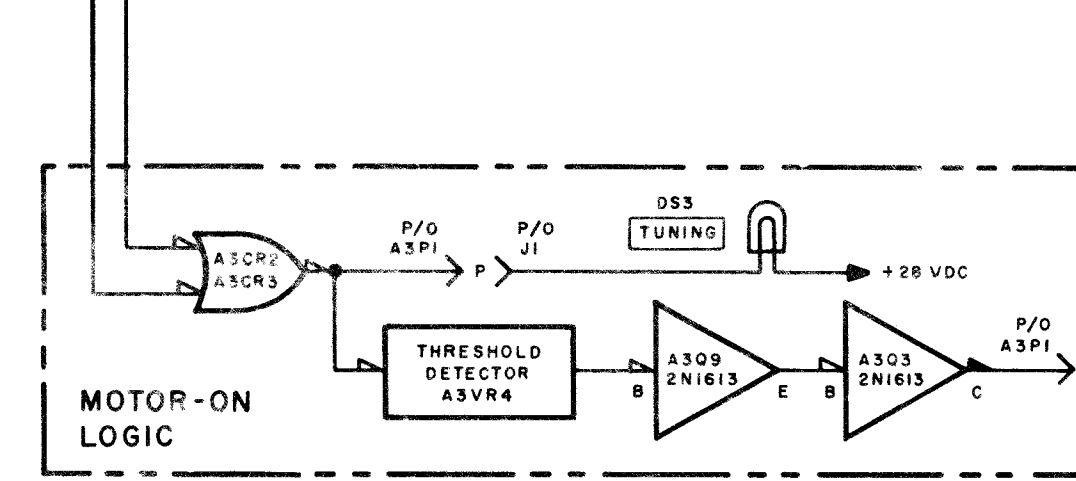 DS3
TUNING
P/O
A3P1
P/O
J1
P
+28 VDC
A3CR2
A3CR3
THRESHOLD
DETECTOR
A3VR4
B
A3Q9
2N1613
E
B
A3Q3
2N1613
C
P/O
A3P1
MOTOR-ON
LOGIC